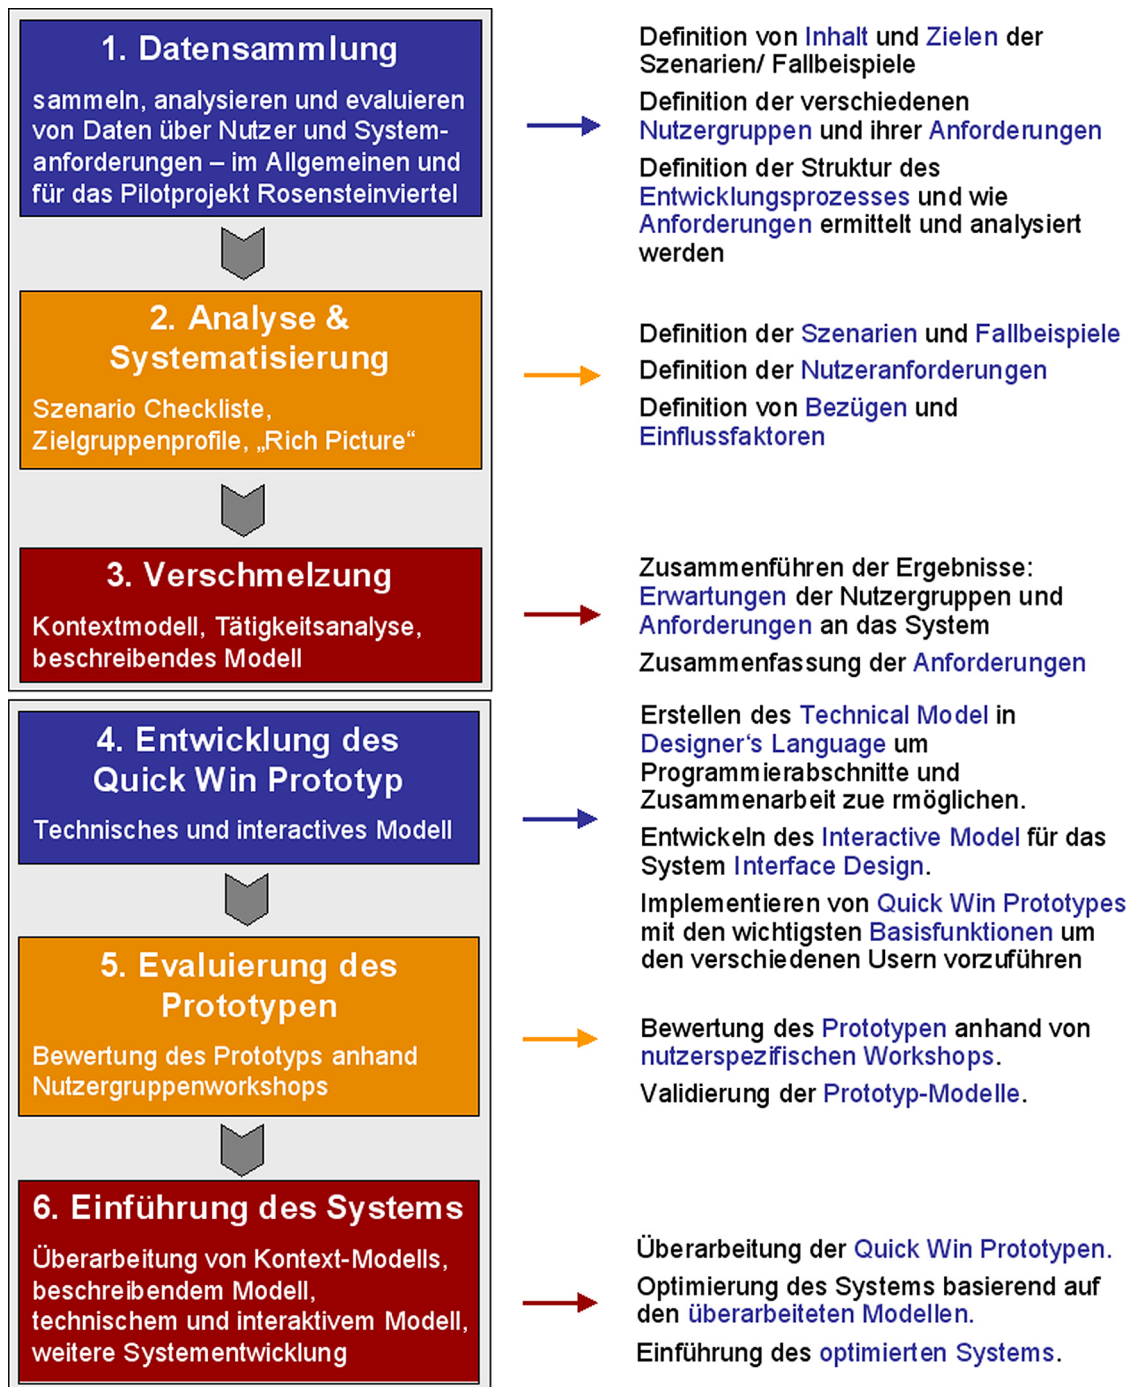 1. Datensammlung
sammeln, analysieren und evaluieren
von Daten über Nutzer und System-
anforderungen – im Allgemeinen und
für das Pilotprojekt Rosensteinviertel
Definition von Inhalt und Zielen der
Szenarien/ Fallbeispiele
Definition der verschiedenen
Nutzergruppen und ihrer Anforderungen
Definition der Struktur des
Entwicklungsprozesses und wie
Anforderungen ermittelt und analysiert
werden
2. Analyse &
Systematisierung
Szenario Checkliste,
Zielgruppenprofile, „Rich Picture“
Definition der Szenarien und Fallbeispiele
Definition der Nutzeranforderungen
Definition von Bezügen und
Einflussfaktoren
3. Verschmelzung
Kontextmodell, Tätigkeitsanalyse,
beschreibendes Modell
Zusammenführen der Ergebnisse:
Erwartungen der Nutzergruppen und
Anforderungen an das System
Zusammenfassung der Anforderungen
4. Entwicklung des
Quick Win Prototyp
Technisches und interactives Modell
Erstellen des Technical Model in
Designer‘s Language um
Programmierabschnitte und
Zusammenarbeit zue rmöglichen.
Entwickeln des Interactive Model für das
System Interface Design.
Implementieren von Quick Win Prototypes
mit den wichtigsten Basisfunktionen um
den verschiedenen Usern vorzuführen
5. Evaluierung des
Prototypen
Bewertung des Prototyps anhand
Nutzergruppenworkshops
Bewertung des Prototypen anhand von
nutzerspezifischen Workshops.
Validierung der Prototyp-Modelle.
6. Einführung des Systems
Überarbeitung von Kontext-Modells,
beschreibendem Modell,
technischem und interaktivem Modell,
weitere Systementwicklung
Überarbeitung der Quick Win Prototypen.
Optimierung des Systems basierend auf
den überarbeiteten Modellen.
Einführung des optimierten Systems.